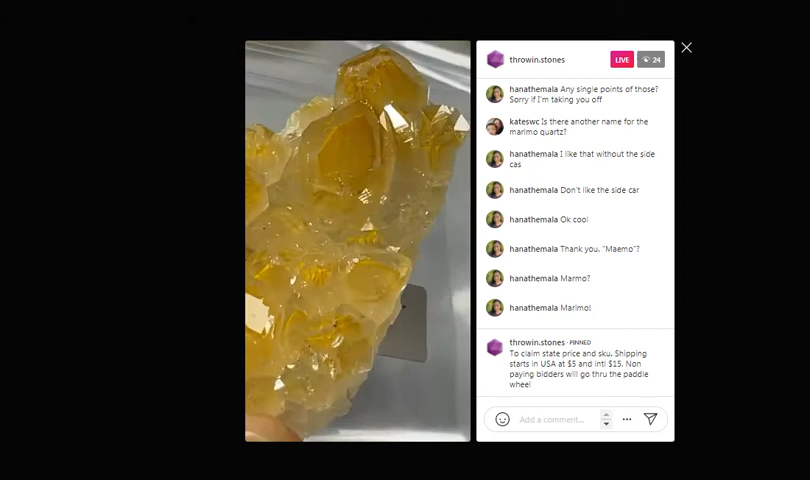 throwin.stones
LIVE
24
hanathemala Any single points of those?
Sorry if I'm taking you off
kateswc Is there another name for the
marimo quartz?
hanathemala I like that without the side
cas
hanathemala Don't like the side car
hanathemala Ok cool
hanathemala Thank you. "Maemo"?
hanathemala Marmo?
hanathemala Marimo!
throwin.stones · PINNED
To claim state price and sku. Shipping
starts in USA at $5 and intl $15. Non
paying bidders will go thru the paddle
wheel
Add a comment...